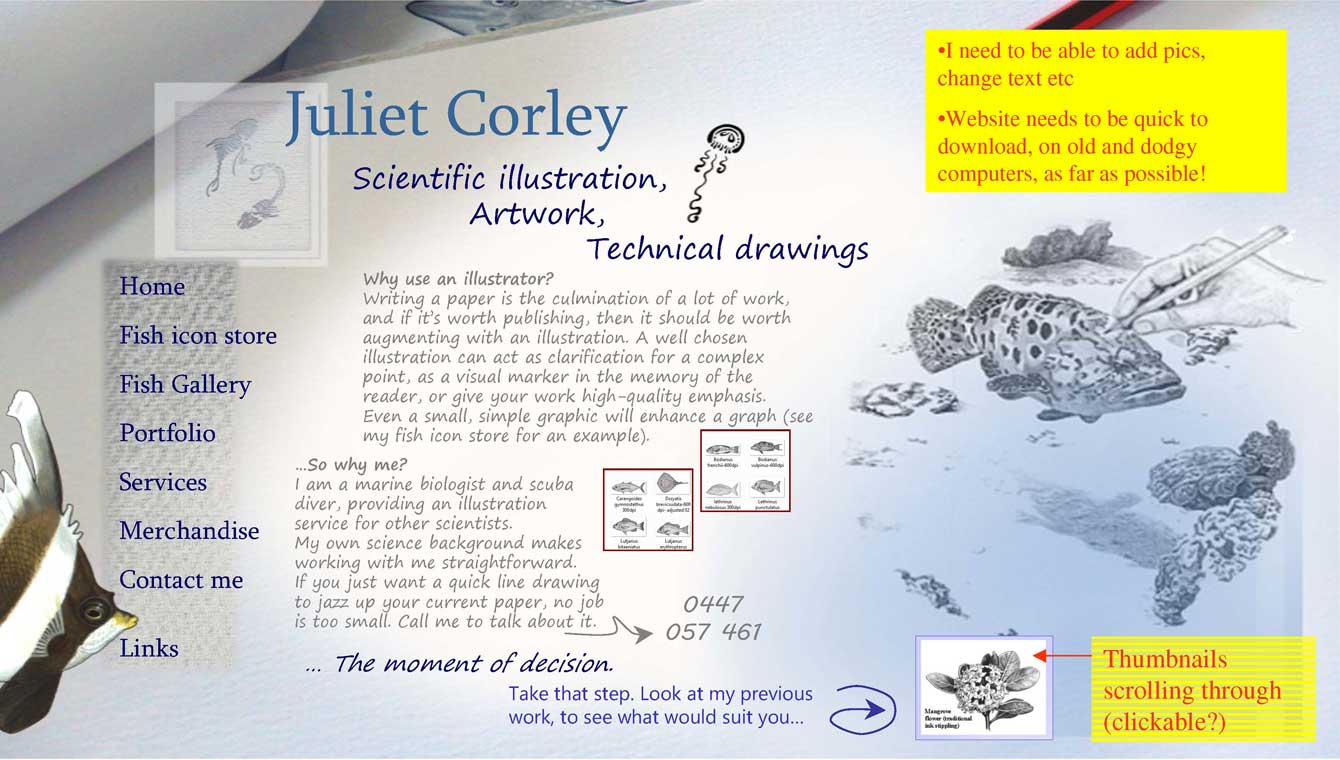 Juliet Corley
Scientific illustration,
Artwork,
Technical drawings
•I need to be able to add pics,
change text etc
•Website needs to be quick to
download, on old and dodgy
computers, as far as possible!
Home
Fish icon store
Fish Gallery
Portfolio
Services
Merchandise
Contact me
Links
Why use an illustrator?
Writing a paper is the culmination of a lot of work,
and if it's worth publishing, then it should be worth
augmenting with an illustration. A well chosen
illustration can act as clarification for a complex
point, as a visual marker in the memory of the
reader, or give your work high-quality emphasis.
Even a small, simple graphic will enhance a graph (see
my fish icon store for an example).
...So why me?
I am a marine biologist and scuba
diver, providing an illustration
service for other scientists.
My own science background makes
working with me straightforward.
If you just want a quick line drawing
to jazz up your current paper, no job
is too small. Call me to talk about it.
Bodianus
frenchii-600dpi
Bodianus
vulpinus-600dpi
lethrinus
nebulosus 300dpi
Lethrinus
punctulatus
Carangoides
gymnostethus
300dpi
Dasyatis
brevicaudata-600
dpi- adjusted 02
Lutjanus
bitaeniatus
Lutjanus
erythropterus
0447
057 461
... The moment of decision.
Take that step. Look at my previous
work, to see what would suit you...
Mangrove
flower (traditional
ink stippling)
Thumbnails
scrolling through
(clickable?)